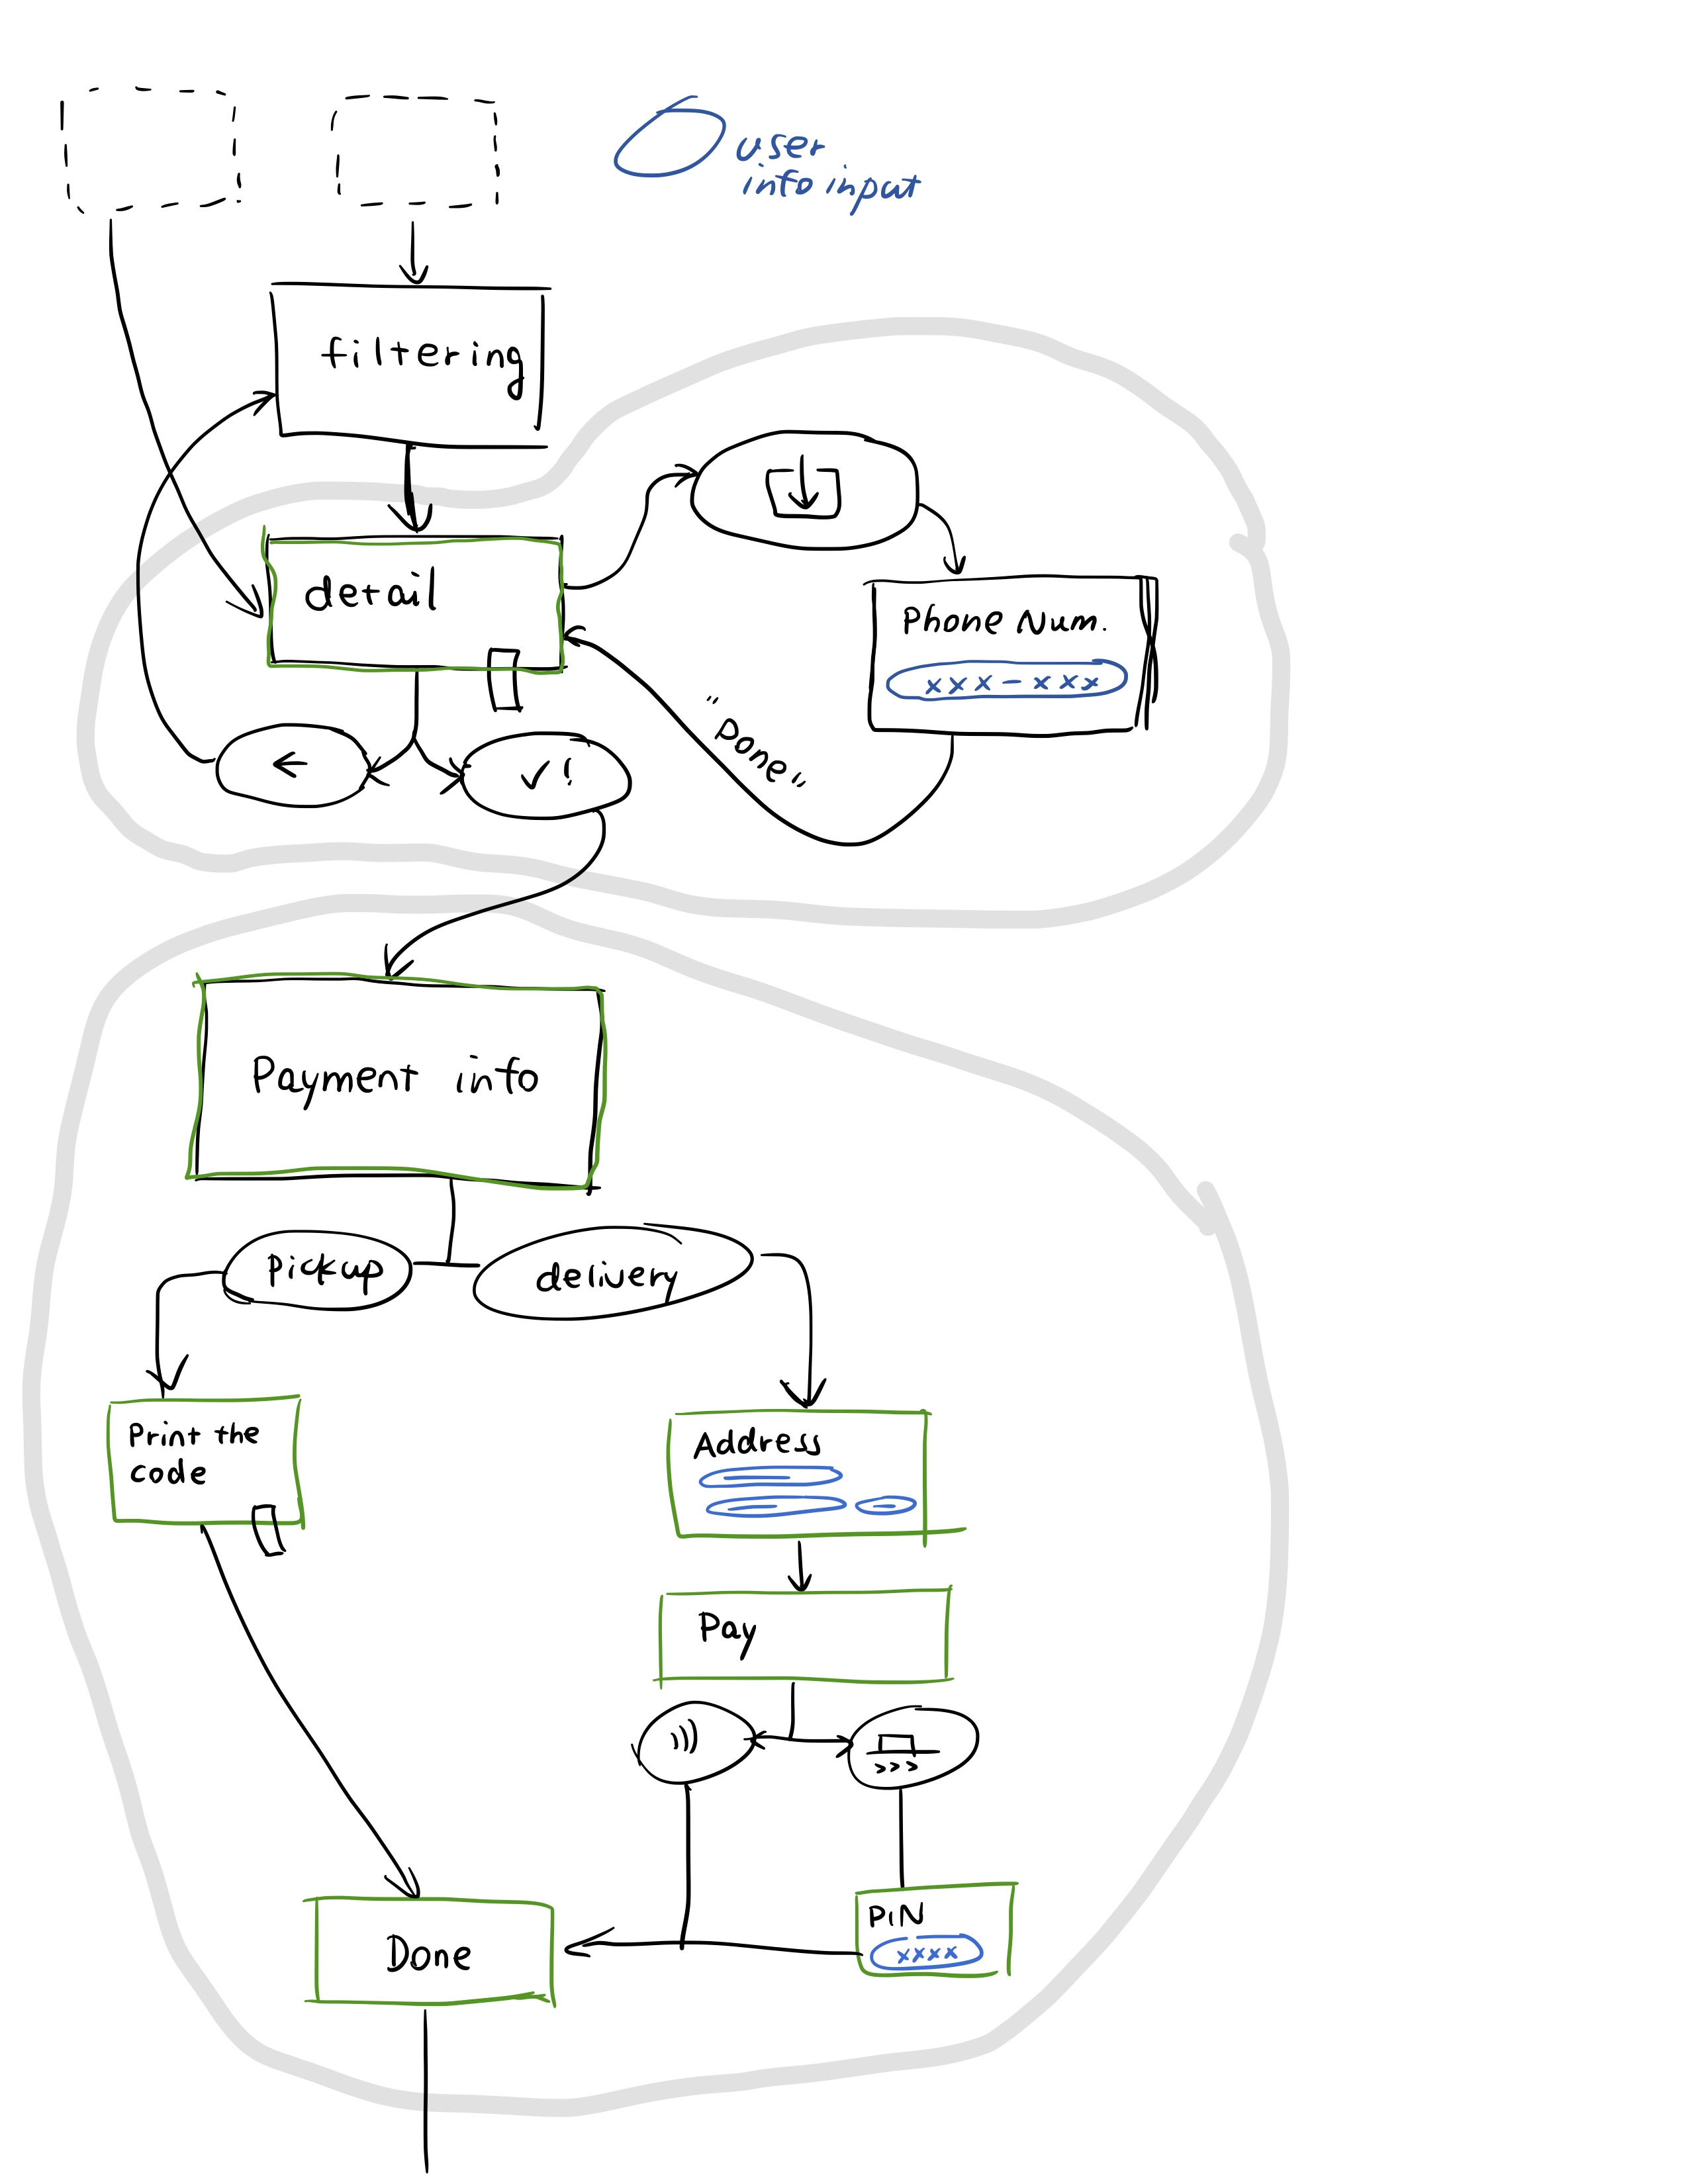 user
info input
filtering
detail
Phone Num.
xxx-xxx
"Done"
✓!
Payment info
Pickup
delivery
Print the
code
Address
Pay
>>>
PiN
xxxx
Done